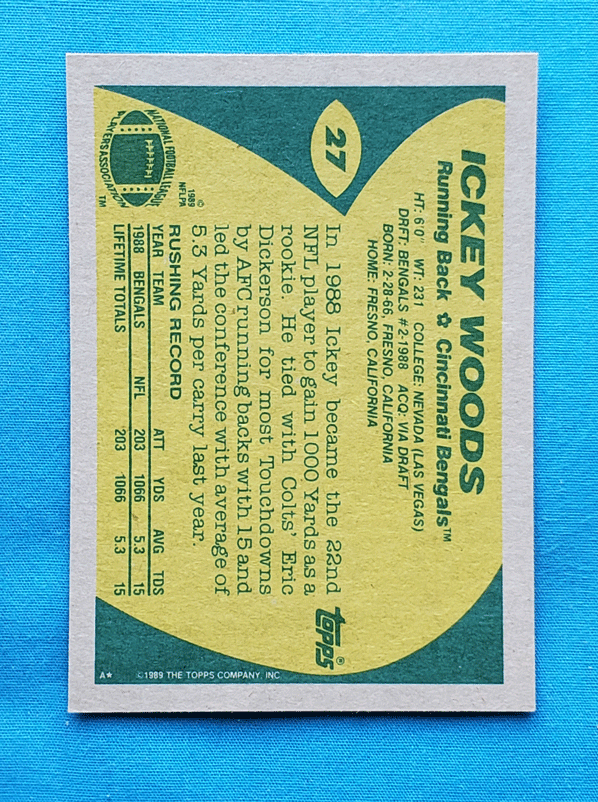 27
ICKEY WOODS
Running Back ✿ Cincinnati Bengals™
HT: 6'0" WT: 231 COLLEGE: NEVADA (LAS VEGAS)
DRFT: BENGALS #2-1988 ACQ: VIA DRAFT
BORN: 2-28-66, FRESNO, CALIFORNIA
HOME: FRESNO, CALIFORNIA
In 1988 Ickey became the 22nd
NFL player to gain 1000 Yards as a
rookie. He tied with Colts' Eric
Dickerson for most Touchdowns
by AFC running backs with 15 and
led the conference with average of
5.3 Yards per carry last year.
RUSHING RECORD
YEAR TEAM ATT YDS AVG TDS
1988 BENGALS NFL 203 1066 5.3 15
LIFETIME TOTALS 203 1066 5.3 15
NATIONAL FOOTBALL LEAGUE
PLAYERS ASSOCIATION
TM
©
1989
NFLPA
TOPPS®
A* ©1989 THE TOPPS COMPANY, INC